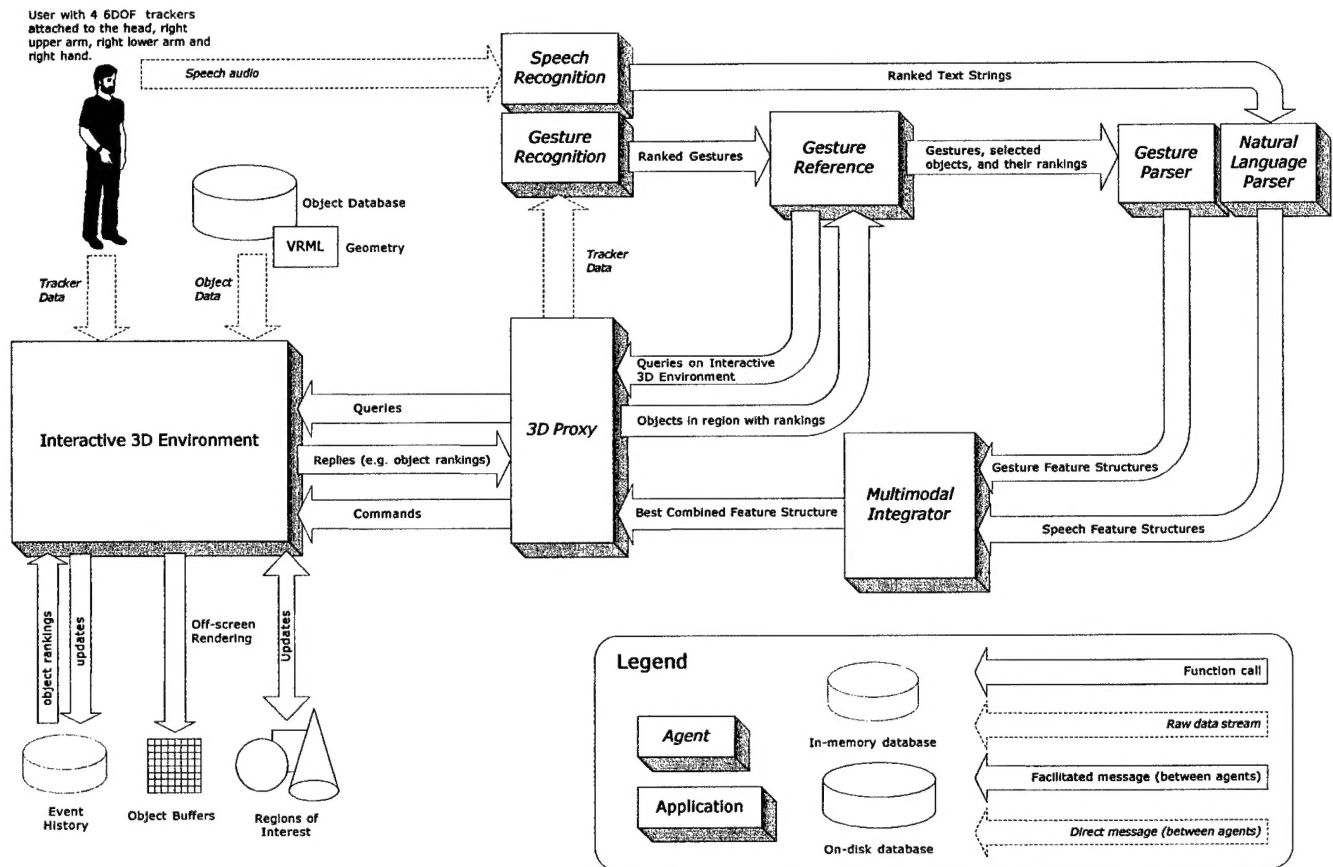 User with 4 6DOF trackers
attached to the head, right
upper arm, right lower arm and
right hand.
Speech audio
Speech
Recognition
Ranked Text Strings
Gesture
Recognition
Ranked Gestures
Gesture
Reference
Gestures, selected
objects, and their rankings
Gesture
Parser
Natural
Language
Parser
Object Database
VRML
Geometry
Tracker
Data
Object
Data
Tracker
Data
Interactive 3D Environment
Queries
Replies (e.g. object rankings)
Commands
3D Proxy
Queries on Interactive
3D Environment
Objects in region with rankings
Best Combined Feature Structure
Multimodal
Integrator
Gesture Feature Structures
Speech Feature Structures
object rankings
updates
Off-screen
Rendering
Updates
Event
History
Object Buffers
Regions of
Interest
Legend
Agent
Application
In-memory database
On-disk database
Function call
Raw data stream
Facilitated message (between agents)
Direct message (between agents)